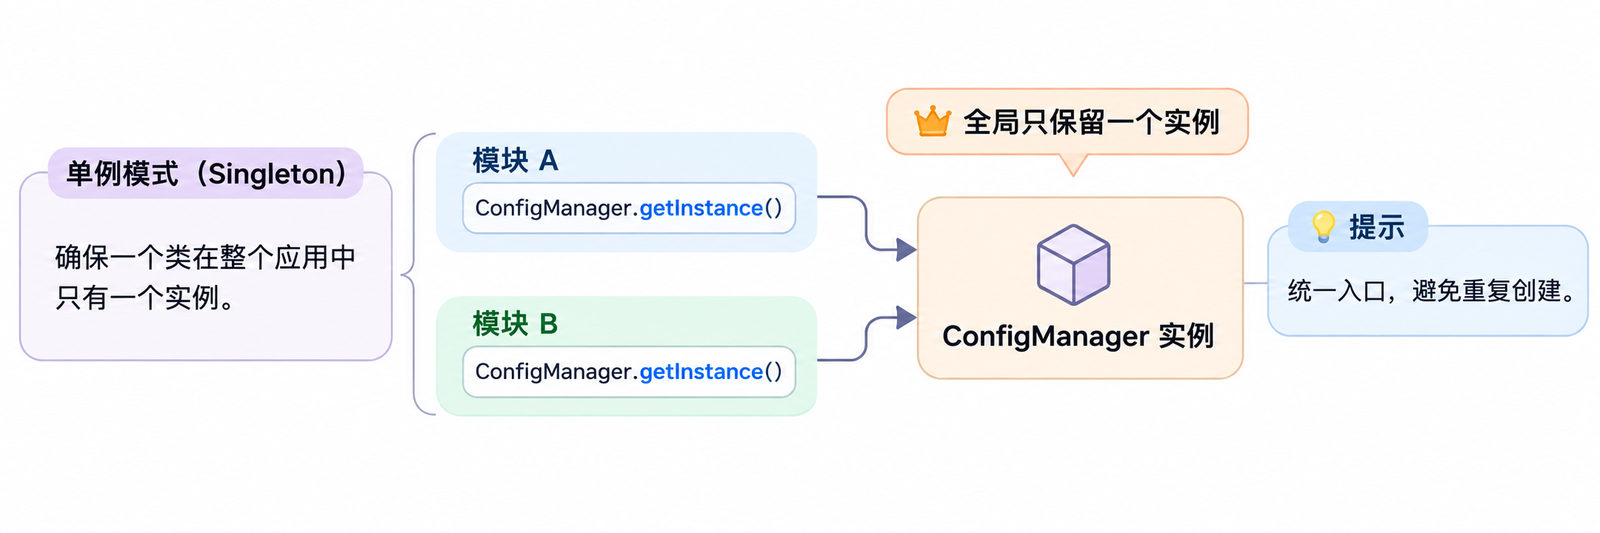 单例模式（Singleton）
确保一个类在整个应用中
只有一个实例。
模块 A
ConfigManager.getInstance()
模块 B
ConfigManager.getInstance()
全局只保留一个实例
ConfigManager 实例
提示
统一入口，避免重复创建。